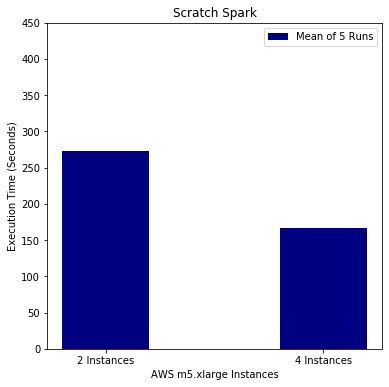 Scratch Spark
Mean of 5 Runs
Execution Time (Seconds)
450
400
350
300
250
200
150
100
50
0
2 Instances
4 Instances
AWS m5.xlarge Instances